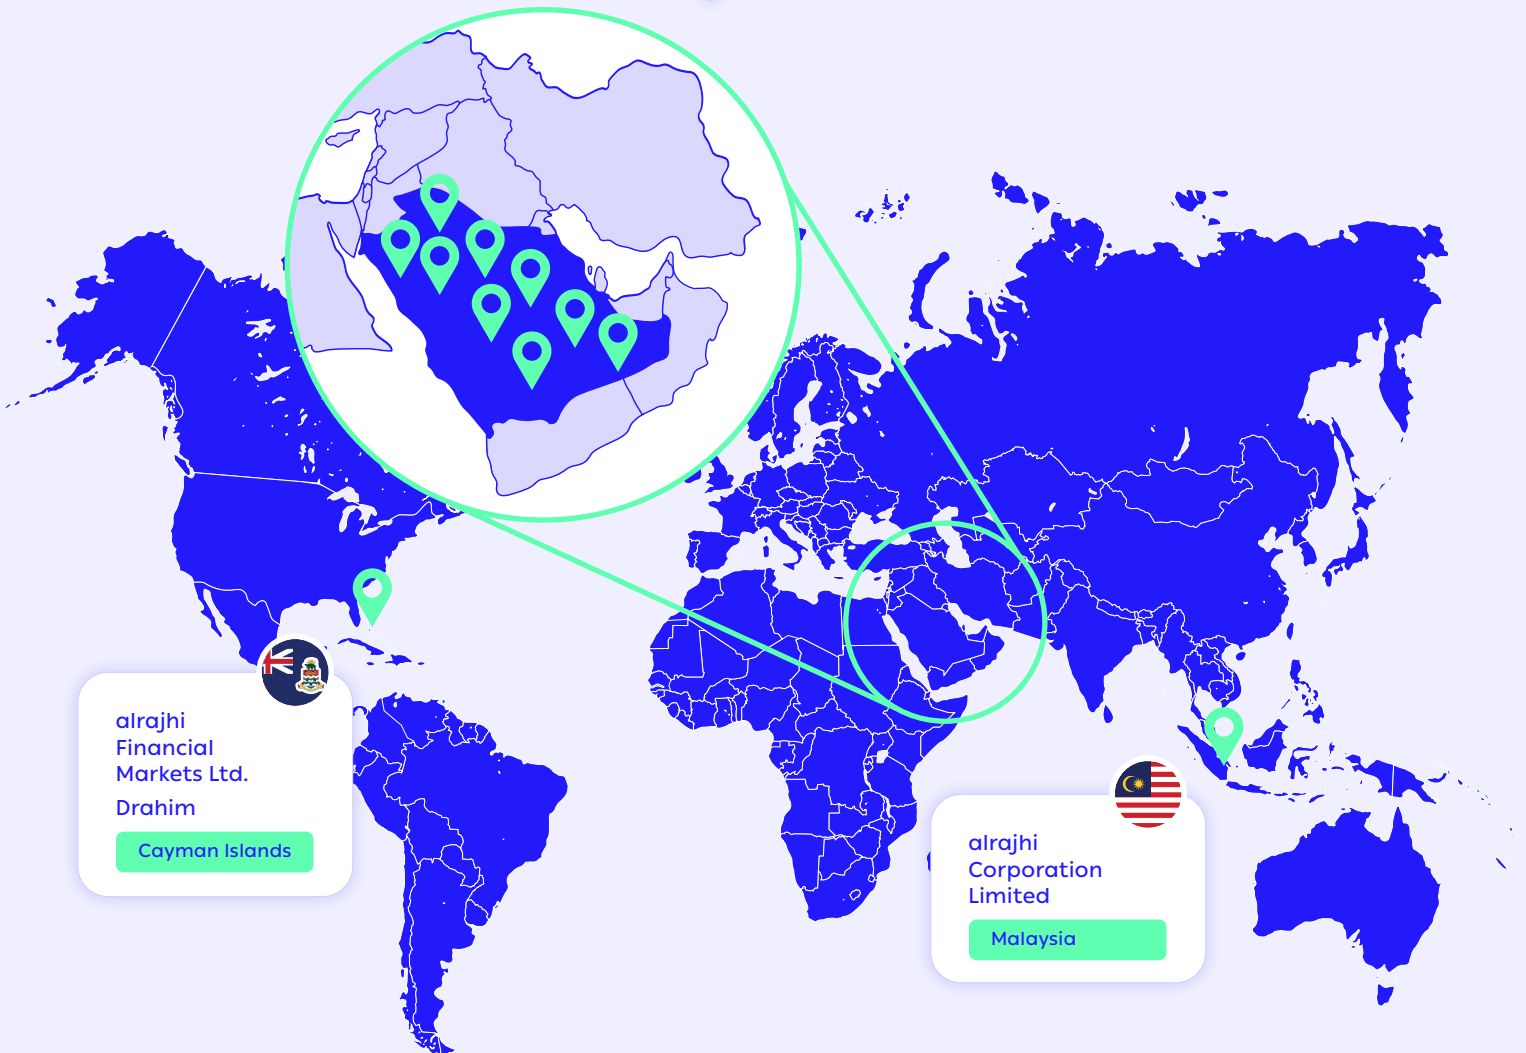 alrajhi
Financial
Markets Ltd.
Drahim
Cayman Islands
alrajhi
Corporation
Limited
Malaysia